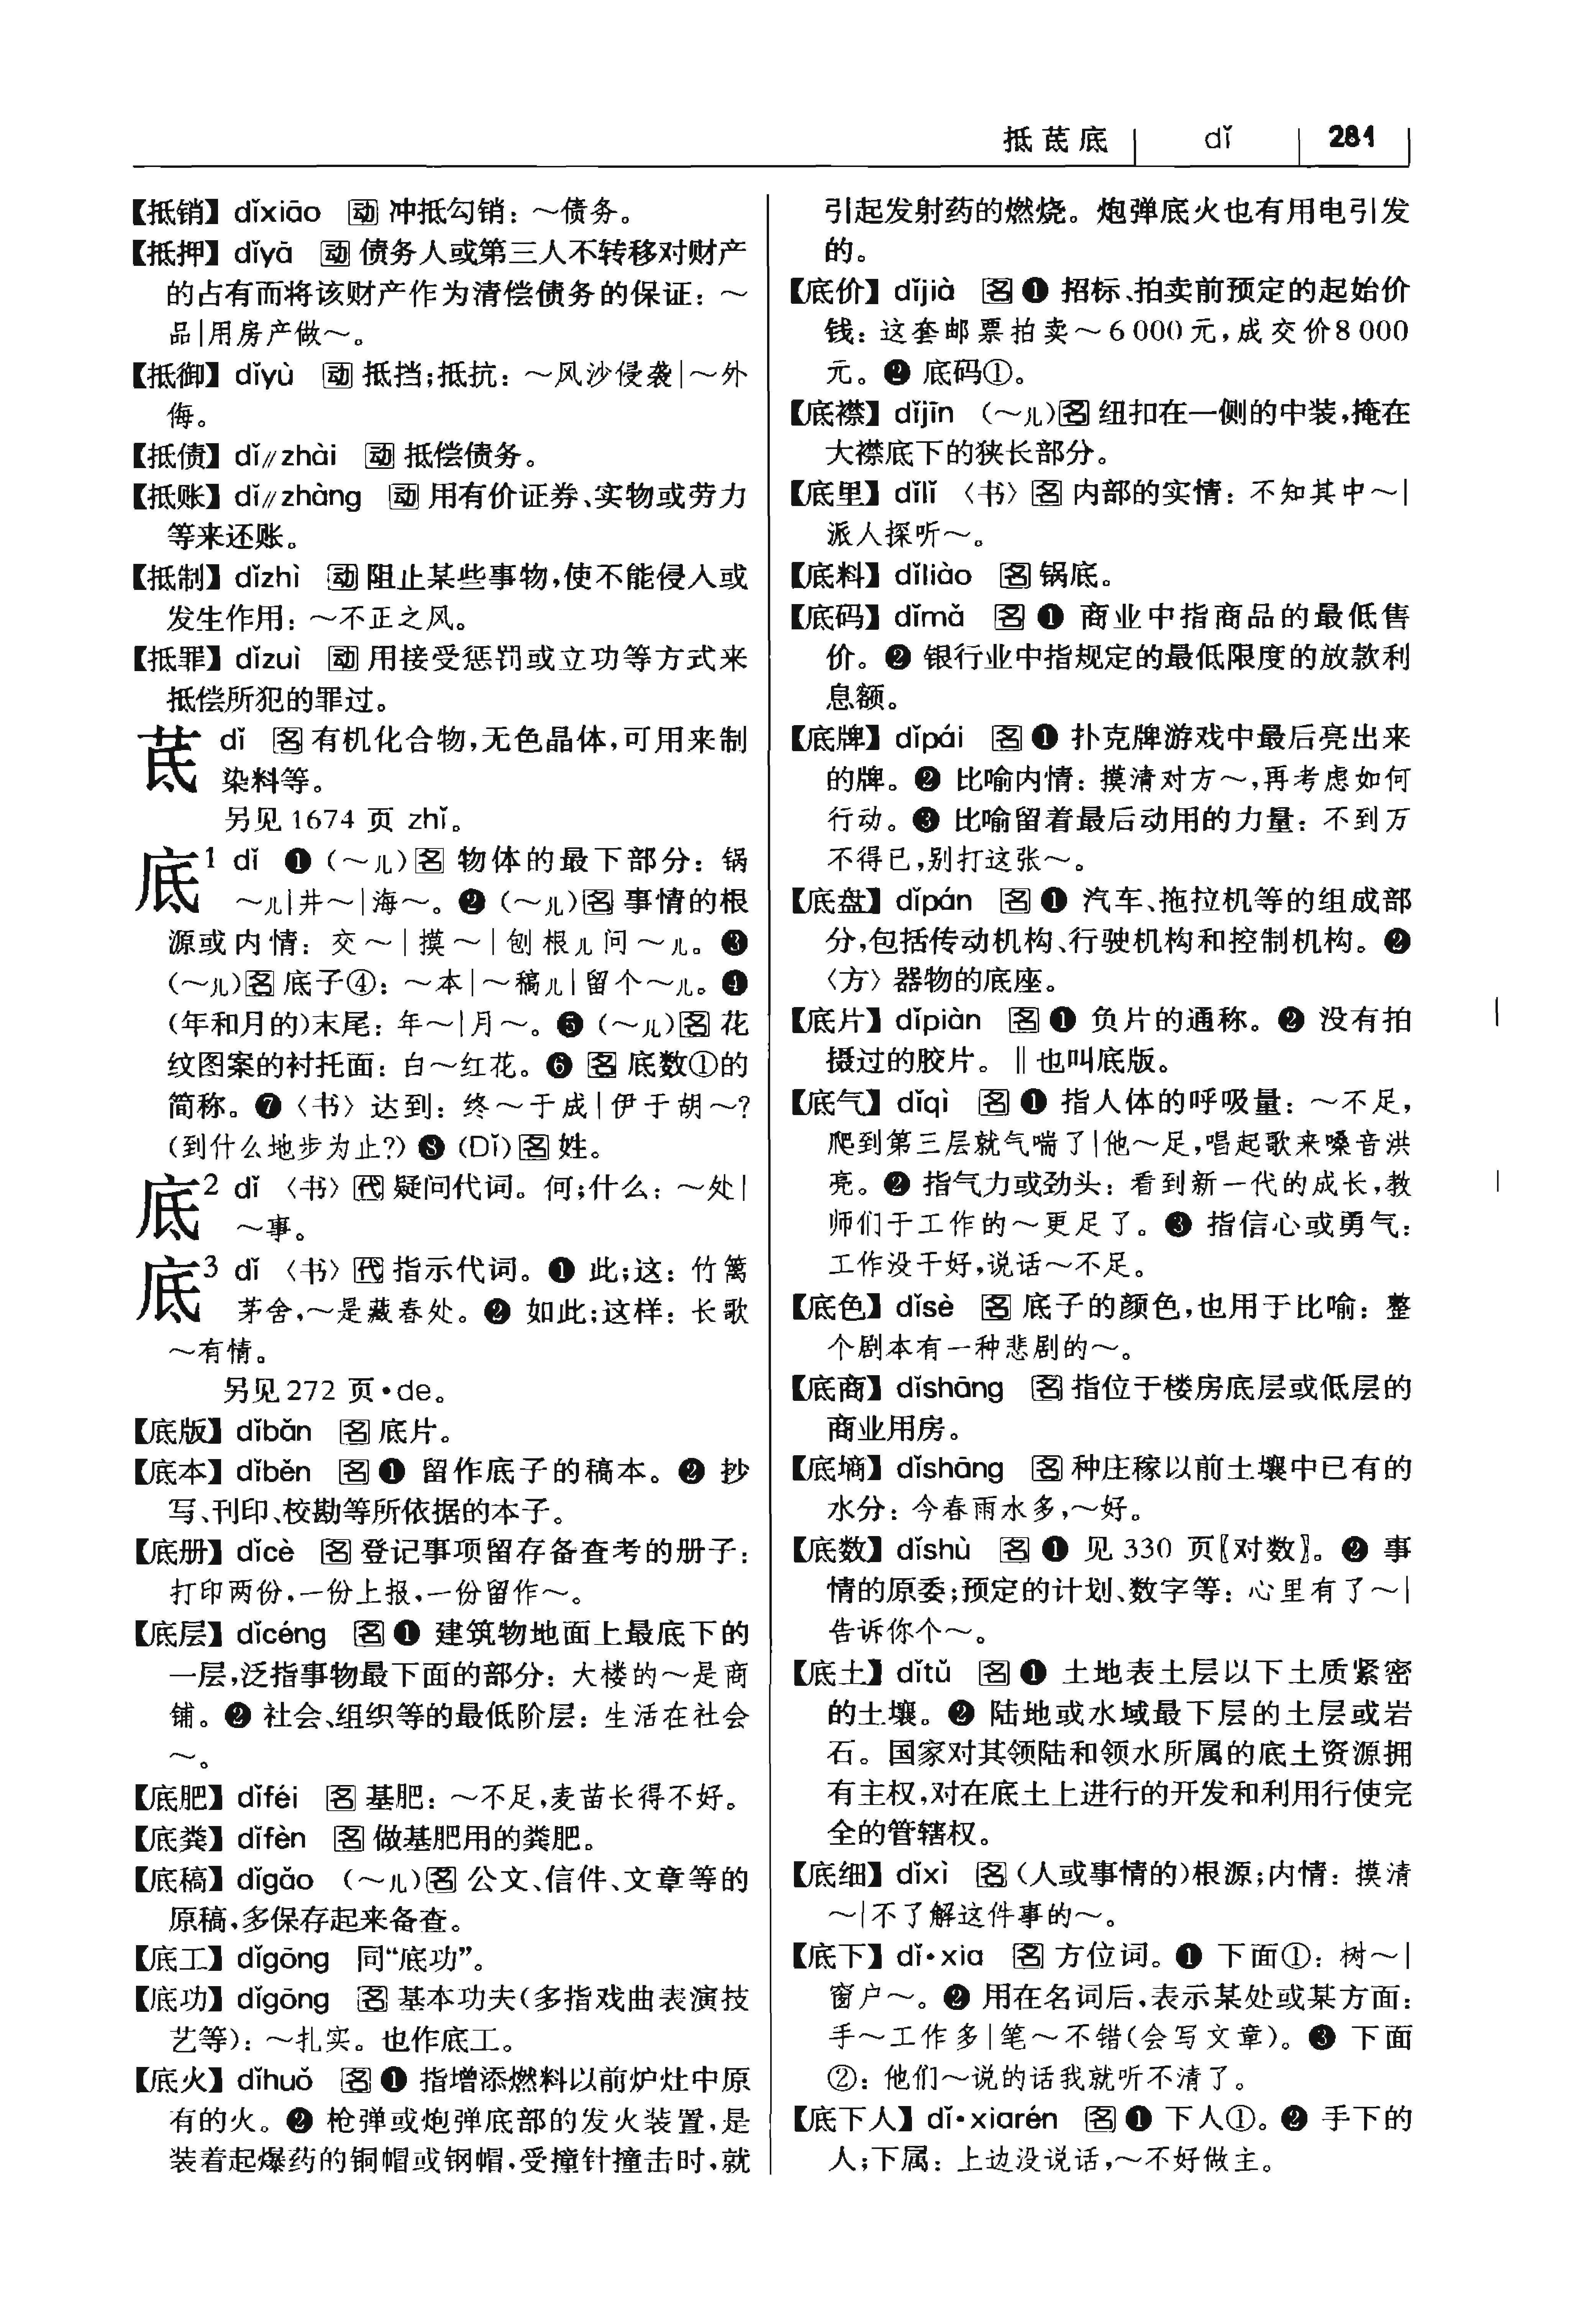 抵 茋 底 dǐ 281
【抵销】dǐxiāo 动 冲抵勾销：～债务。
【抵押】dǐyā 动 债务人或第三人不转移对财产
的占有而将该财产作为清偿债务的保证：～
品|用房产做～。
【抵御】dǐyù 动 抵挡；抵抗：～风沙侵袭|～外
侮。
【抵债】dǐ∥zhài 动 抵偿债务。
【抵账】dǐ∥zhàng 动 用有价证券、实物或劳力
等来还账。
【抵制】dǐzhì 动 阻止某些事物，使不能侵入或
发生作用：～不正之风。
【抵罪】dǐzuì 动 用接受惩罚或立功等方式来
抵偿所犯的罪过。
茋 dǐ 名 有机化合物，无色晶体，可用来制
染料等。
另见 1674 页 zhǐ。
底¹ dǐ ❶（～儿）名 物体的最下部分：锅
～儿|井～|海～。❷（～儿）名 事情的根
源或内情：交～|摸～|刨根儿问～儿。❸
（～儿）名 底子④：～本|～稿儿|留个～儿。❹
（年和月的）末尾：年～|月～。❺（～儿）名 花
纹图案的衬托面：白～红花。❻ 名 底数①的
简称。❼〈书〉达到：终～于成|伊于胡～？
（到什么地步为止？）❽（Dǐ）名 姓。
底² dǐ〈书〉代 疑问代词。何；什么：～处|
～事。
底³ dǐ〈书〉代 指示代词。❶ 此；这：竹篱
茅舍，～是藏春处。❷ 如此；这样：长歌
～有情。
另见 272 页 •de。
【底版】dǐbǎn 名 底片。
【底本】dǐběn 名 ❶ 留作底子的稿本。❷ 抄
写、刊印、校勘等所依据的本子。
【底册】dǐcè 名 登记事项留存备查考的册子：
打印两份，一份上报，一份留作～。
【底层】dǐcéng 名 ❶ 建筑物地面上最底下的
一层，泛指事物最下面的部分：大楼的～是商
铺。❷ 社会、组织等的最低阶层：生活在社会
～。
【底肥】dǐféi 名 基肥：～不足，麦苗长得不好。
【底粪】dǐfèn 名 做基肥用的粪肥。
【底稿】dǐgǎo（～儿）名 公文、信件、文章等的
原稿，多保存起来备查。
【底工】dǐgōng 同“底功”。
【底功】dǐgōng 名 基本功夫（多指戏曲表演技
艺等）：～扎实。也作底工。
【底火】dǐhuǒ 名 ❶ 指增添燃料以前炉灶中原
有的火。❷ 枪弹或炮弹底部的发火装置，是
装着起爆药的铜帽或钢帽，受撞针撞击时，就
引起发射药的燃烧。炮弹底火也有用电引发
的。
【底价】dǐjià 名 ❶ 招标、拍卖前预定的起始价
钱：这套邮票拍卖～6 000 元，成交价8 000
元。❷ 底码①。
【底襟】dǐjīn（～儿）名 纽扣在一侧的中装，掩在
大襟底下的狭长部分。
【底里】dǐlǐ〈书〉名 内部的实情：不知其中～|
派人探听～。
【底料】dǐliào 名 锅底。
【底码】dǐmǎ 名 ❶ 商业中指商品的最低售
价。❷ 银行业中指规定的最低限度的放款利
息额。
【底牌】dǐpái 名 ❶ 扑克牌游戏中最后亮出来
的牌。❷ 比喻内情：摸清对方～，再考虑如何
行动。❸ 比喻留着最后动用的力量：不到万
不得已，别打这张～。
【底盘】dǐpán 名 ❶ 汽车、拖拉机等的组成部
分，包括传动机构、行驶机构和控制机构。❷
〈方〉器物的底座。
【底片】dǐpiàn 名 ❶ 负片的通称。❷ 没有拍
摄过的胶片。‖也叫底版。
【底气】dǐqì 名 ❶ 指人体的呼吸量：～不足，
爬到第三层就气喘了|他～足，唱起歌来嗓音洪
亮。❷ 指气力或劲头：看到新一代的成长，教
师们于工作的～更足了。❸ 指信心或勇气：
工作没干好，说话～不足。
【底色】dǐsè 名 底子的颜色，也用于比喻：整
个剧本有一种悲剧的～。
【底商】dǐshāng 名 指位于楼房底层或低层的
商业用房。
【底墒】dǐshāng 名 种庄稼以前土壤中已有的
水分：今春雨水多，～好。
【底数】dǐshù 名 ❶ 见 330 页〖对数〗。❷ 事
情的原委；预定的计划、数字等：心里有了～|
告诉你个～。
【底土】dǐtǔ 名 ❶ 土地表土层以下土质紧密
的土壤。❷ 陆地或水域最下层的土层或岩
石。国家对其领陆和领水所属的底土资源拥
有主权，对在底土上进行的开发和利用行使完
全的管辖权。
【底细】dǐxì 名（人或事情的）根源；内情：摸清
～|不了解这件事的～。
【底下】dǐ•xia 名 方位词。❶ 下面①：树～|
窗户～。❷ 用在名词后，表示某处或某方面：
手～工作多|笔～不错（会写文章）。❸ 下面
②：他们～说的话我就听不清了。
【底下人】dǐ•xiarén 名 ❶ 下人①。❷ 手下的
人；下属：上边没说话，～不好做主。